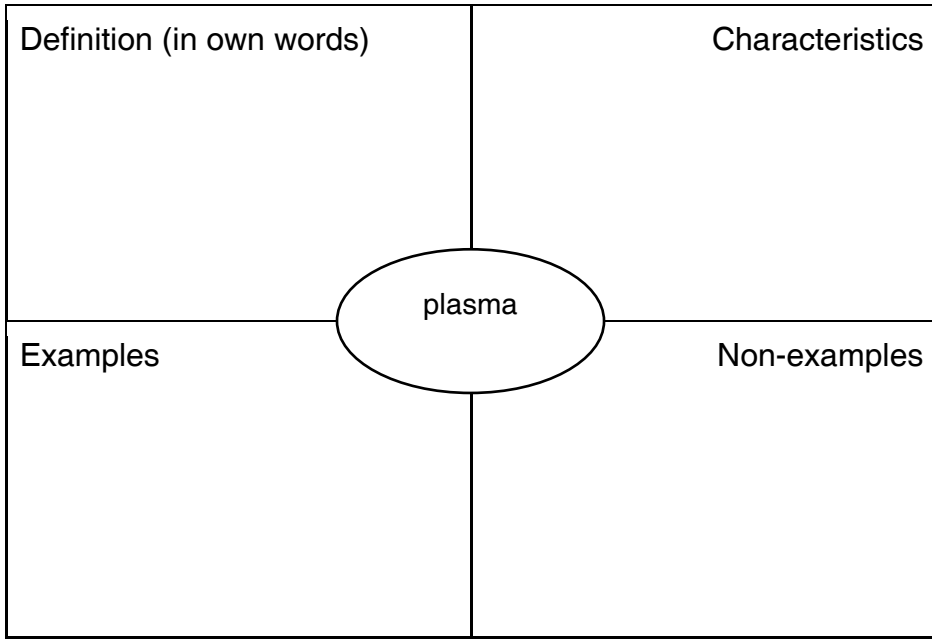 Definition (in own words)
Characteristics
plasma
Examples
Non-examples